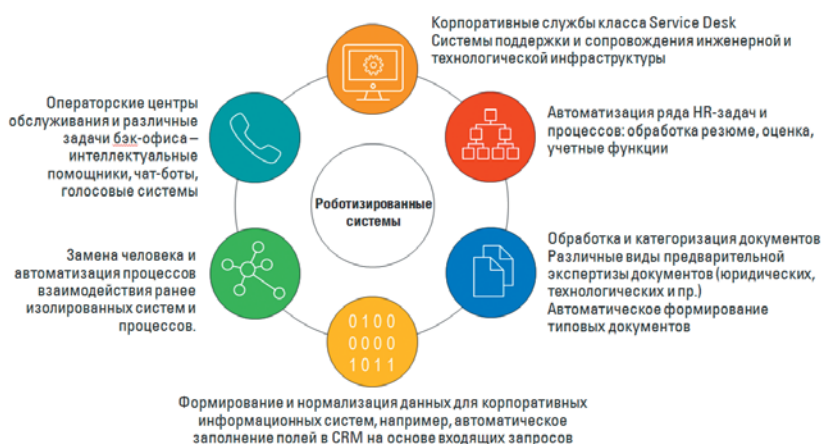 Корпоративные службы класса Service Desk
Системы поддержки и сопровождения инженерной и
технологической инфраструктуры
Автоматизация ряда HR-задач и
процессов: обработка резюме, оценка,
учетные функции
Обработка и категоризация документов
Различные виды предварительной
экспертизы документов (юридических,
технологических и пр.)
Автоматическое формирование
типовых документов
0100
0000
1011
Формирование и нормализация данных для корпоративных
информационных систем, например, автоматическое
заполнение полей в CRM на основе входящих запросов
Замена человека и
автоматизация процессов
взаимодействия ранее
изолированных систем и
процессов.
Операторские центры
обслуживания и различные
задачи бэк-офиса –
интеллектуальные
помощники, чат-боты,
голосовые системы
Роботизированные
системы